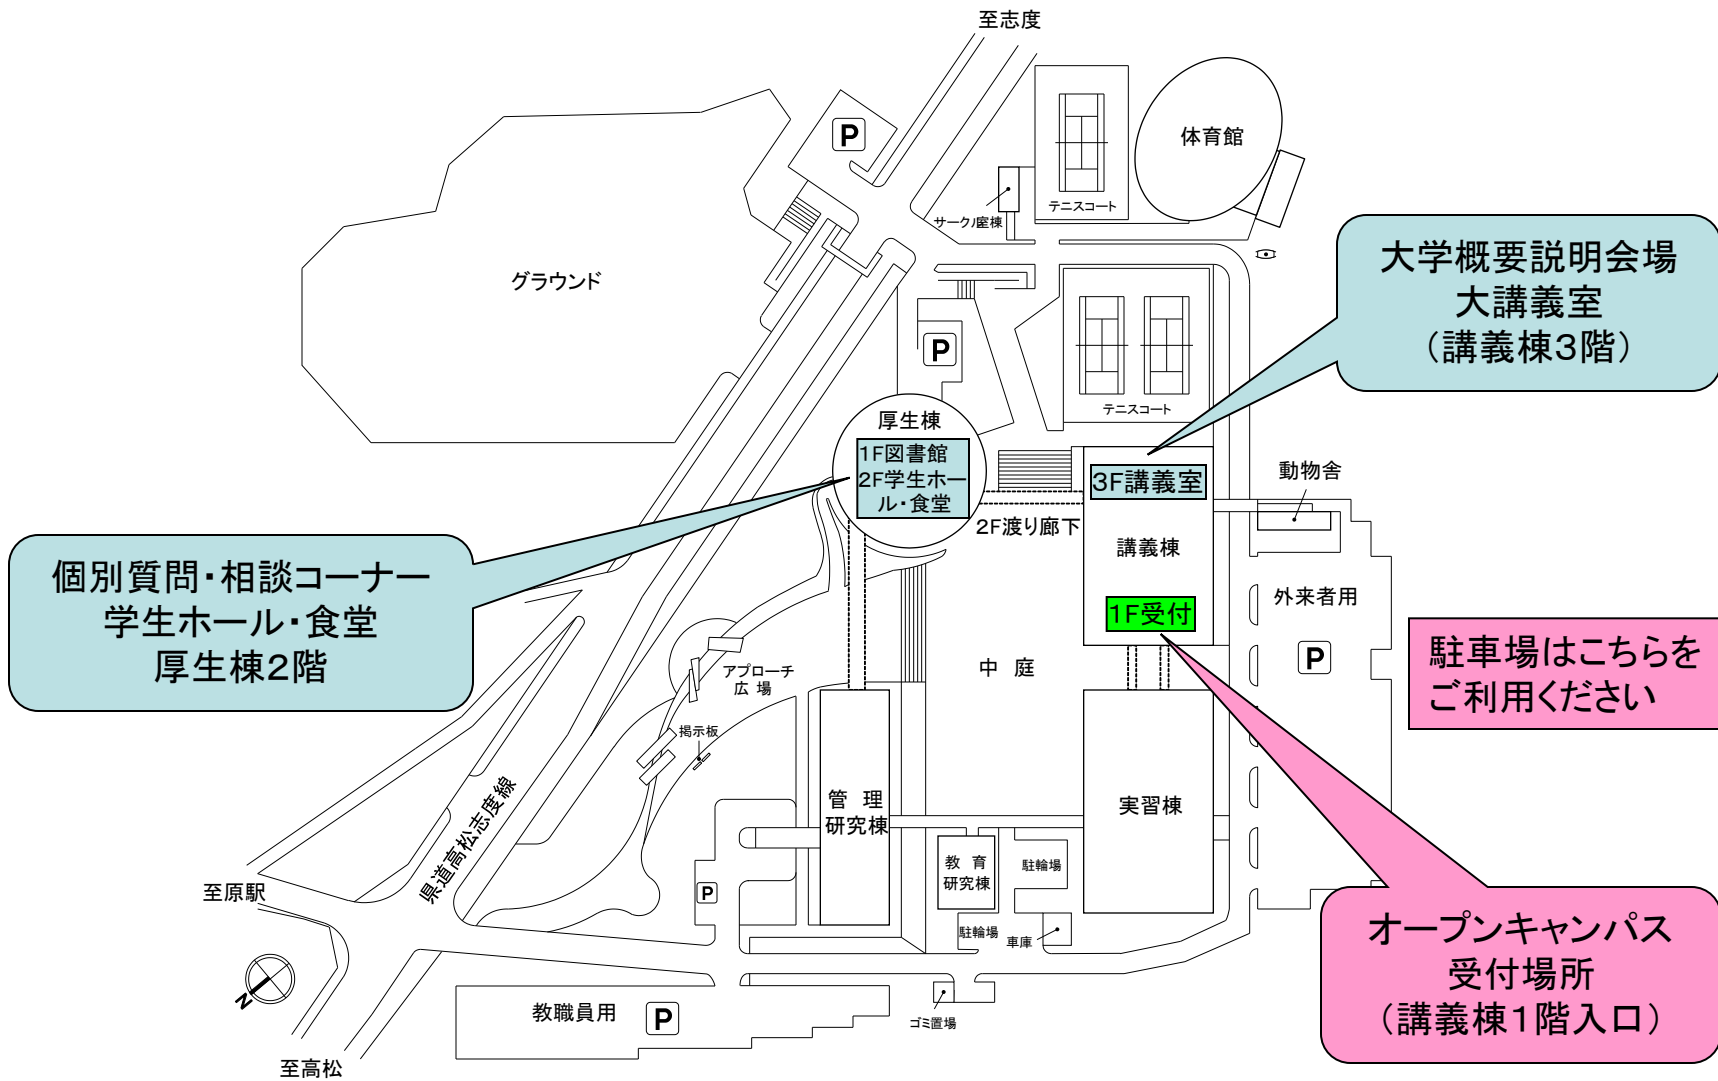 至志度
P
体育館
テニスコート
サークル室棟
グラウンド
大学概要説明会場
大講義室
（講義棟3階）
P
テニスコート
厚生棟
1F図書館
2F学生ホー
ル・食堂
3F講義室
動物舎
2F渡り廊下
講義棟
個別質問・相談コーナー
学生ホール・食堂
厚生棟2階
1F受付
外来者用
P
駐車場はこちらを
ご利用ください
アプローチ
広 場
中 庭
掲示板
県道高松志度線
管 理
研究棟
実習棟
教 育
研究棟
駐輪場
至原駅
P
駐輪場
車庫
オープンキャンパス
受付場所
（講義棟1階入口）
N
教職員用
P
ゴミ置場
至高松